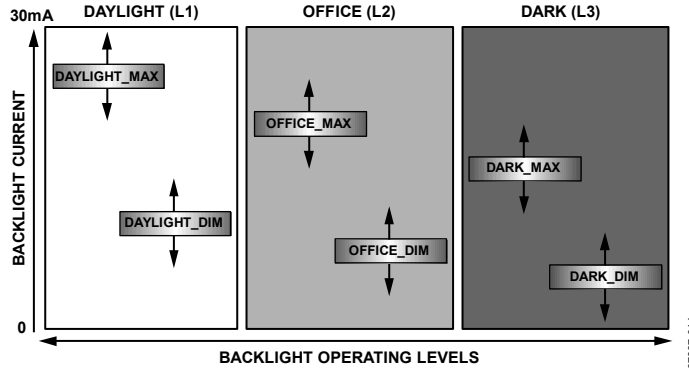 DAYLIGHT (L1) OFFICE (L2) DARK (L3)
30mA
DAYLIGHT_MAX
OFFICE_MAX
DARK_MAX
DAYLIGHT_DIM
OFFICE_DIM
DARK_DIM
BACKLIGHT CURRENT
0
BACKLIGHT OPERATING LEVELS